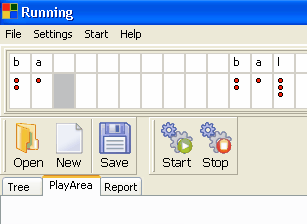 Running
File Settings Start Help
b a b a l
Open New Save Start Stop
Tree PlayArea Report